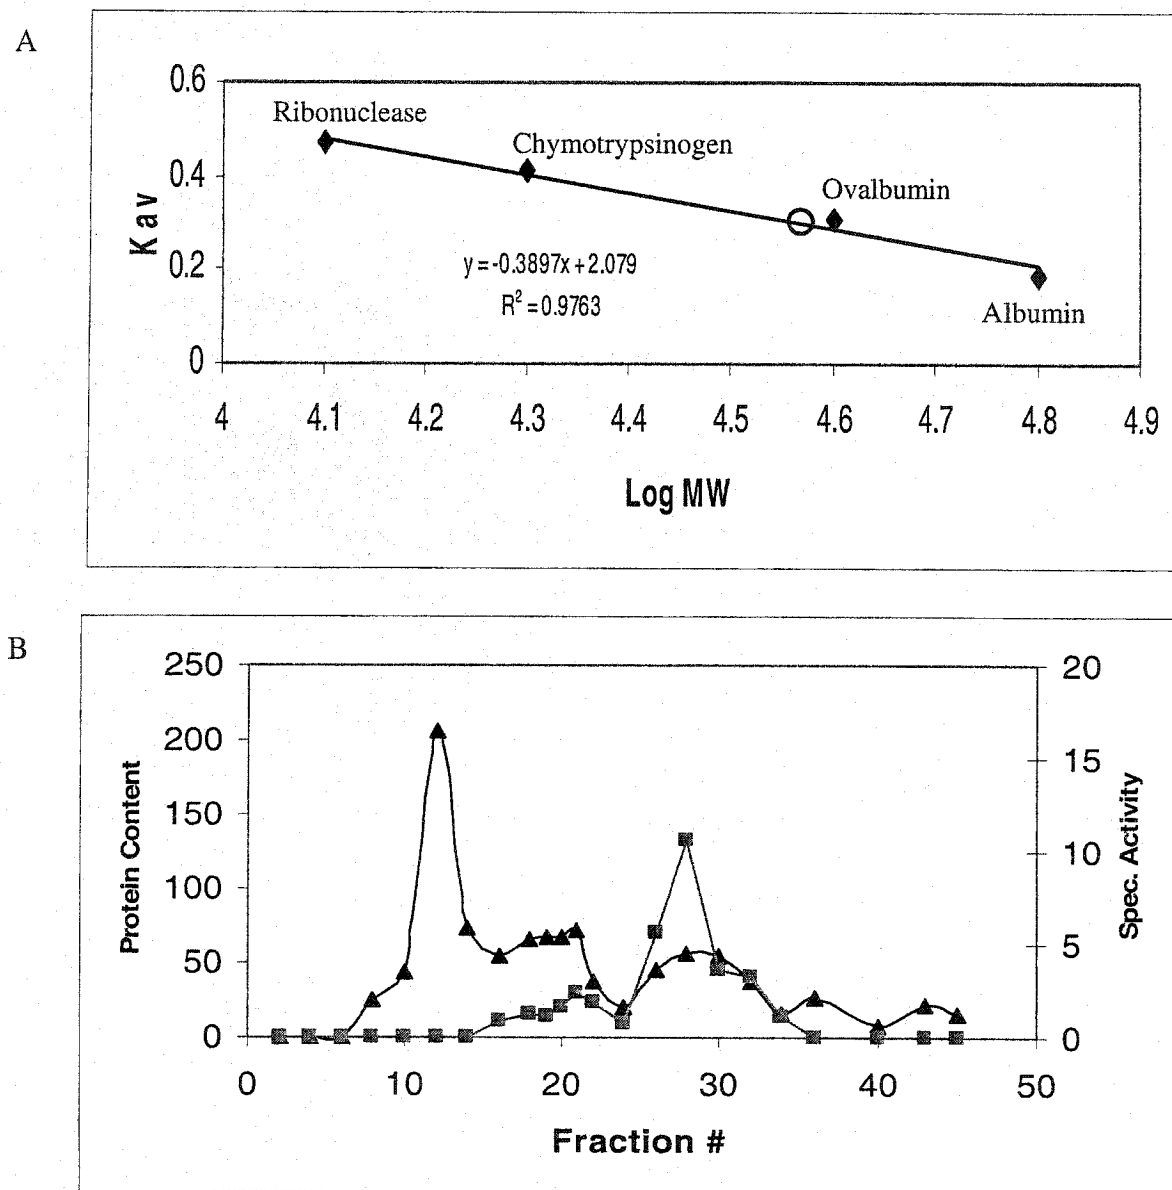 A
0.6
Ribonuclease
Chymotrypsinogen
0.4
Ovalbumin
Kav
0.2
y = -0.3897x + 2.079
R² = 0.9763
Albumin
0
4 4.1 4.2 4.3 4.4 4.5 4.6 4.7 4.8 4.9
Log MW
B
250 20
200
15
150
10
100
5
50
0 0
Protein Content
Spec. Activity
0 10 20 30 40 50
Fraction #